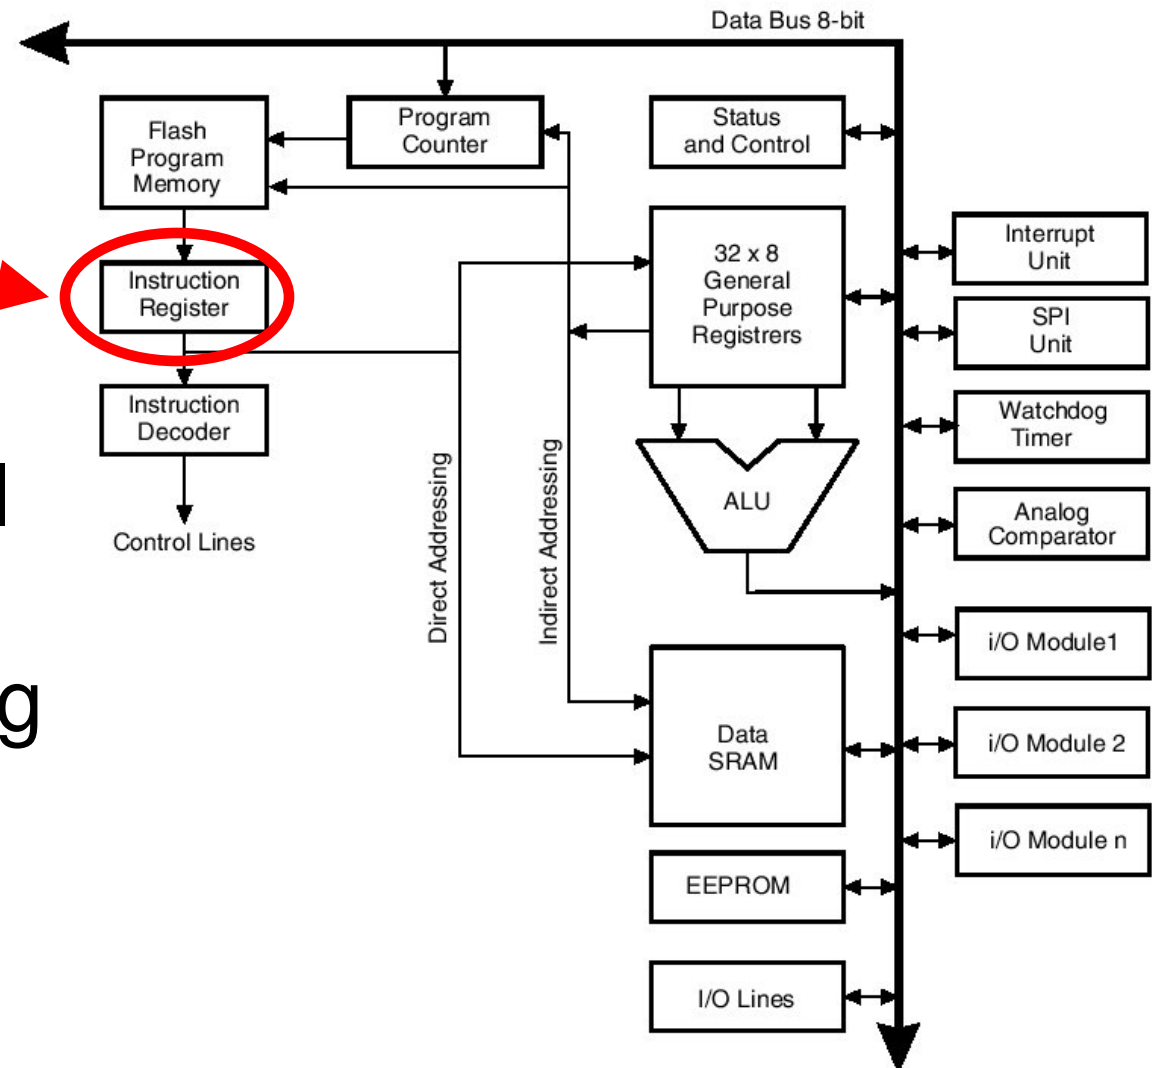 Data Bus 8-bit
Flash
Program
Memory
Program
Counter
Status
and Control
Instruction
Register
32 x 8
General
Purpose
Registrers
Interrupt
Unit
SPI
Unit
Instruction
Decoder
Watchdog
Timer
Control Lines
Direct Addressing
Indirect Addressing
ALU
Analog
Comparator
i/O Module1
g
Data
SRAM
i/O Module 2
i/O Module n
EEPROM
I/O Lines